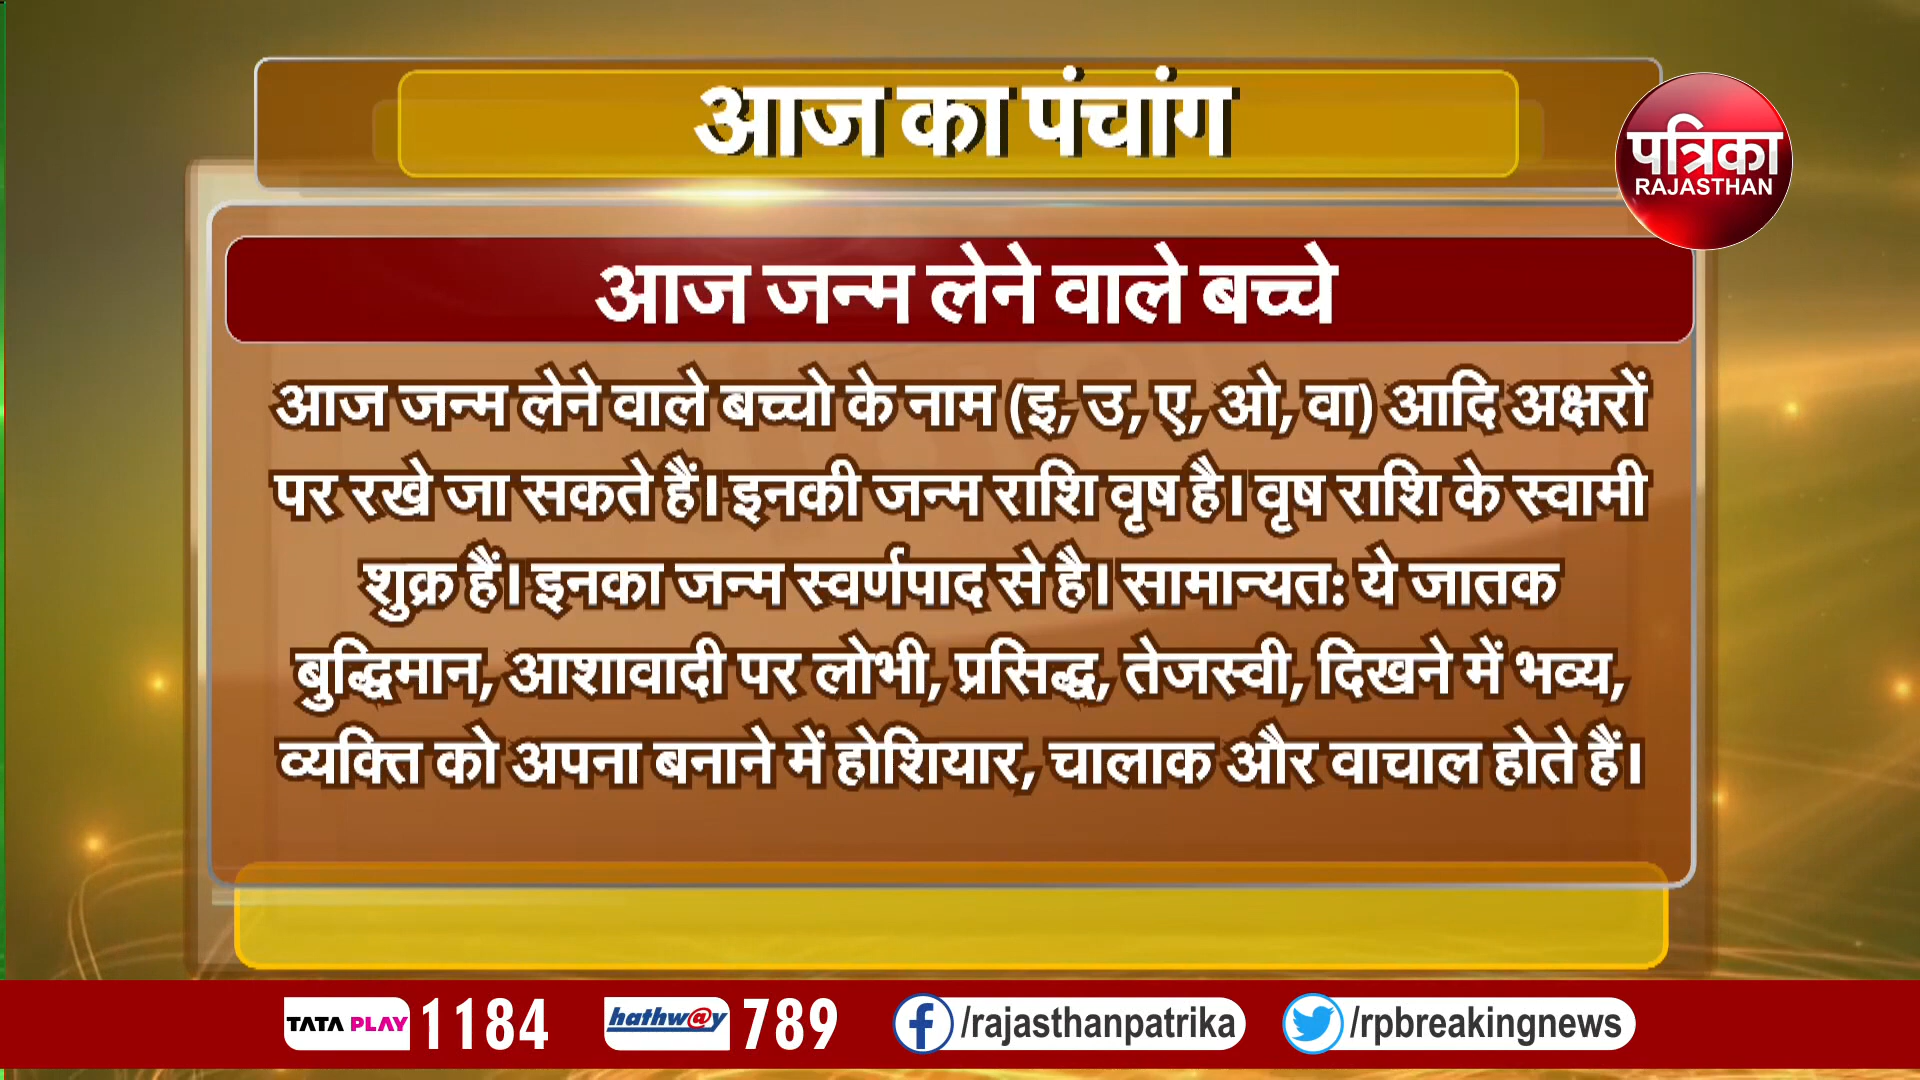 आज का पंचांग
पत्रिका
RAJASTHAN
आज जन्म लेने वाले बच्चे
आज जन्म लेने वाले बच्चो के नाम (इ, उ, ए, ओ, वा) आदि अक्षरों
पर रखे जा सकते हैं। इनकी जन्म राशि वृष है। वृष राशि के स्वामी
शुक्र हैं। इनका जन्म स्वर्णपाद से है। सामान्यत: ये जातक
बुद्धिमान, आशावादी पर लोभी, प्रसिद्ध, तेजस्वी, दिखने में भव्य,
व्यक्ति को अपना बनाने में होशियार, चालाक और वाचाल होते हैं।
TATA PLAY 1184 hathw@y 789 /rajasthanpatrika /rpbreakingnews